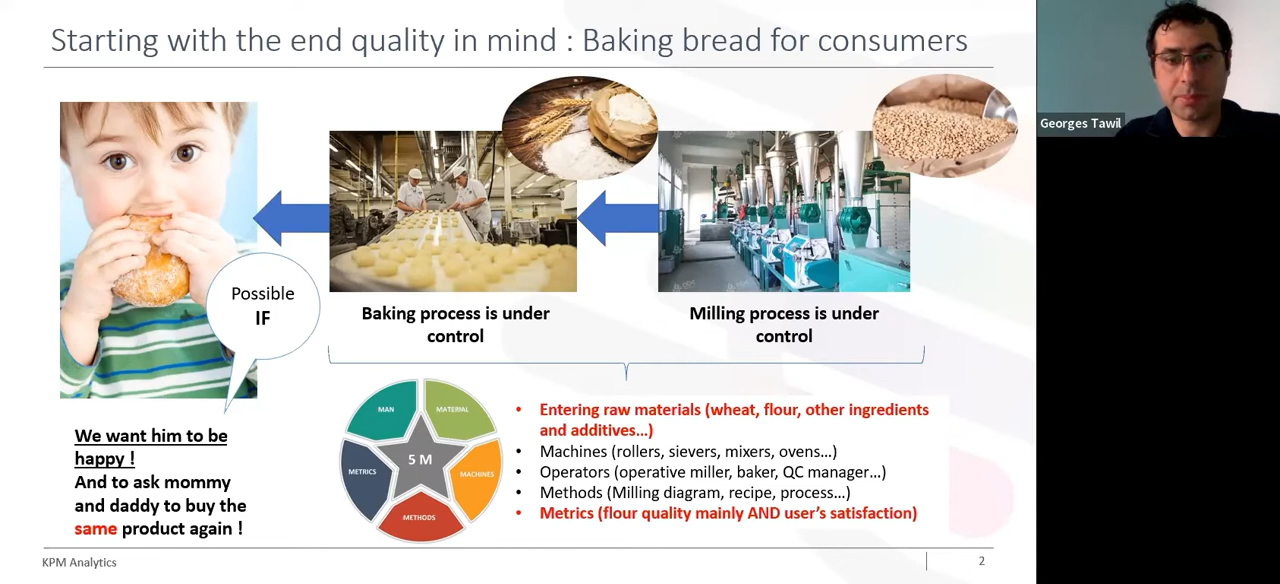 Starting with the end quality in mind : Baking bread for consumers
Georges Tawil
Possible
IF
Baking process is under
control
Milling process is under
control
We want him to be
happy !
And to ask mommy
and daddy to buy the
same product again !
MAN
MATERIAL
METRICS
5 M
MACHINES
METHODS
• Entering raw materials (wheat, flour, other ingredients
and additives...)
• Machines (rollers, sievers, mixers, ovens...)
• Operators (operative miller, baker, QC manager...)
• Methods (Milling diagram, recipe, process...)
• Metrics (flour quality mainly AND user's satisfaction)
KPM Analytics
2